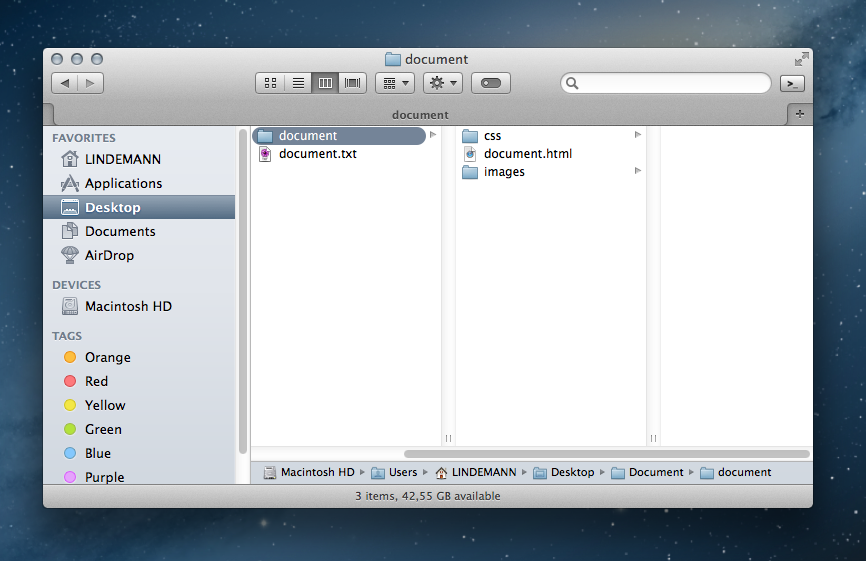 document
>_
document
+
FAVORITES
LINDEMANN
Applications
Desktop
Documents
AirDrop
DEVICES
Macintosh HD
TAGS
Orange
Red
Yellow
Green
Blue
Purple
document
document.txt
css
document.html
images
Macintosh HD ▸ Users ▸ LINDEMANN ▸ Desktop ▸ Document ▸ document
3 items, 42,55 GB available